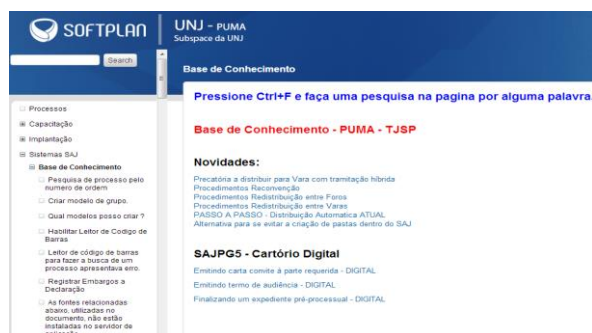 SOFTPLAN
UNJ - PUMA
Subspace da UNJ
Search
Base de Conhecimento
Processos
Capacitação
Implantação
Sistemas SAJ
Base de Conhecimento
Pesquisa de processo pelo
numero de ordem
Criar modelo de grupo.
Qual modelos posso criar ?
Habilitar Leitor de Codigo de
Barras
Leitor de código de barras
para fazer a busca de um
processo apresentava erro.
Registrar Embargos a
Declaração
As fontes relacionadas
abaixo, utilizadas no
documento, não estão
instaladas no servidor de
Pressione Ctrl+F e faça uma pesquisa na pagina por alguma palavra
Base de Conhecimento - PUMA - TJSP
Novidades:
Precatória a distribuir para Vara com tramitação híbrida
Procedimentos Reconvenção
Procedimentos Redistribuição entre Foros
Procedimentos Redistribuição entre Varas
PASSO A PASSO - Distribuição Automatica ATUAL
Alternativa para se evitar a criação de pastas dentro do SAJ
SAJPG5 - Cartório Digital
Emitindo carta comite à parte requerida - DIGITAL
Emitindo termo de audiência - DIGITAL
Finalizando um expediente pré-processual - DIGITAL